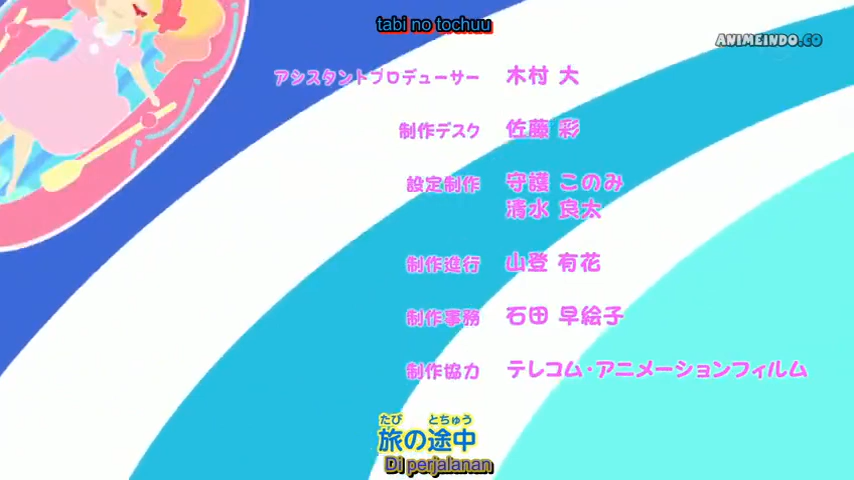 tabi no tochuu
ANIMEINDO.CO
アシスタントプロデューサー 木村 大
制作デスク 佐藤 彩
設定制作 守護 このみ
清水 良太
制作進行 山登 有花
制作事務 石田 早絵子
制作協力 テレコム・アニメーションフィルム
たび とちゅう
旅の途中
Di perjalanan